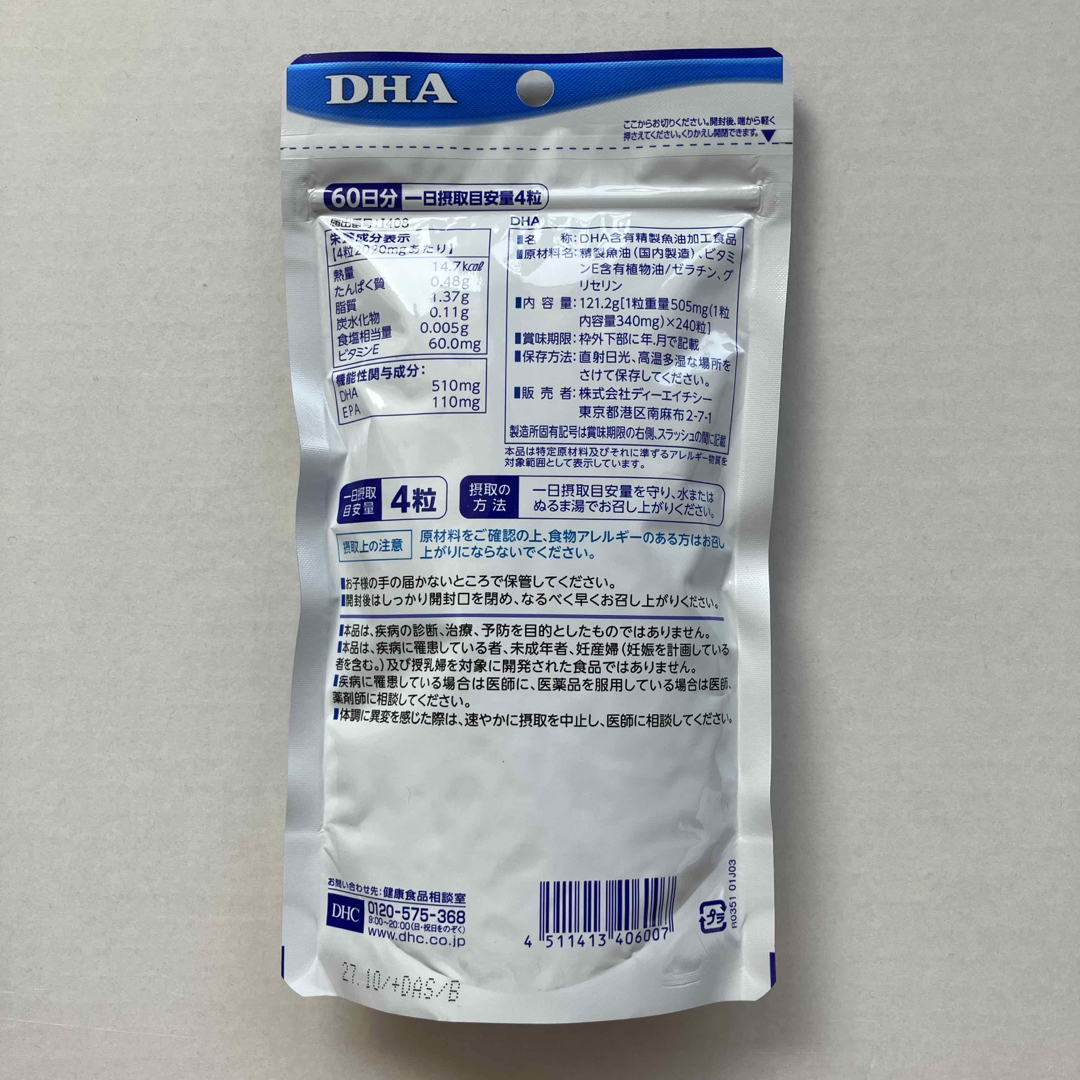 DHA
ここからお切りください。開封後、端から軽く
押さえてください。くりかえし開閉できます。▼
60日分 一日摂取目安量4粒
届出番号:I408
栄養成分表示
[4粒2020mgあたり]
熱量 14.7kcal
たんぱく質 0.48g
脂質 1.37g
炭水化物 0.11g
食塩相当量 0.005g
ビタミンE 60.0mg
機能性関与成分:
DHA 510mg
EPA 110mg
DHA
■名 称:DHA含有精製魚油加工食品
■原材料名:精製魚油(国内製造)、ビタミ
ンE含有植物油/ゼラチン、グ
リセリン
■内容量:121.2g[1粒重量505mg(1粒
内容量340mg)×240粒]
■賞味期限:枠外下部に年.月で記載
■保存方法:直射日光、高温多湿な場所を
さけて保存してください。
■販売者:株式会社ディーエイチシー
東京都港区南麻布2-7-1
製造所固有記号は賞味期限の右側、スラッシュの間に記載
本品は特定原材料及びそれに準ずるアレルギー物質を
対象範囲として表示しています。
一日摂取
目安量 4粒
摂取の
方法
一日摂取目安量を守り、水または
ぬるま湯でお召し上がりください。
摂取上の注意
原材料をご確認の上、食物アレルギーのある方はお召し
上がりにならないでください。
■お子様の手の届かないところで保管してください。
■開封後はしっかり開封口を閉め、なるべく早くお召し上がりください。
■本品は、疾病の診断、治療、予防を目的としたものではありません。
■本品は、疾病に罹患している者、未成年者、妊産婦(妊娠を計画している
者を含む。)及び授乳婦を対象に開発された食品ではありません。
■疾病に罹患している場合は医師に、医薬品を服用している場合は医師、
薬剤師に相談してください。
■体調に異変を感じた際は、速やかに摂取を中止し、医師に相談してください。
お問い合わせ先:健康食品相談室
DHC
0120-575-368
9:00~20:00(日・祝日をのぞく)
www.dhc.co.jp
4 511413 406007
プラ
R0351 01J03
27.10/+DAS/B